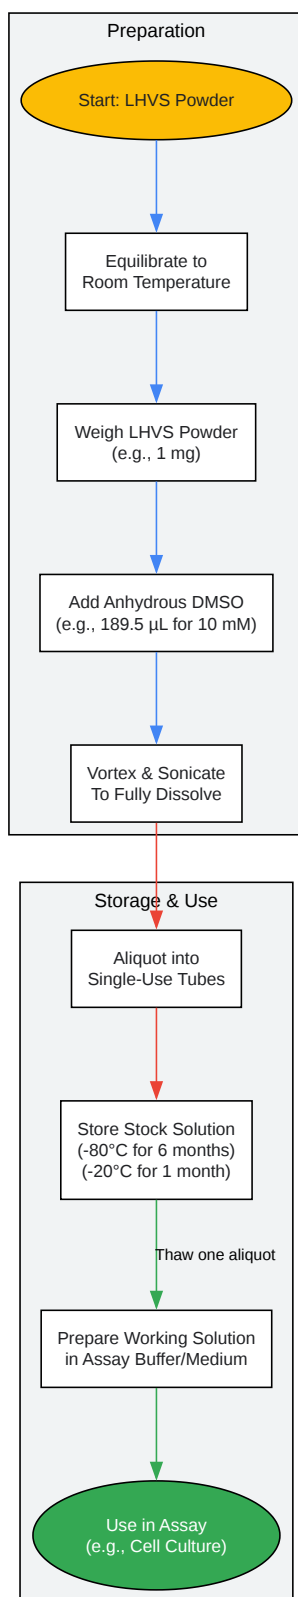 Preparation
Start: LHVS Powder
Equilibrate to
Room Temperature
Weigh LHVS Powder
(e.g., 1 mg)
Add Anhydrous DMSO
(e.g., 189.5 µL for 10 mM)
Vortex & Sonicate
To Fully Dissolve
Storage & Use
Aliquot into
Single-Use Tubes
Store Stock Solution
(-80°C for 6 months)
(-20°C for 1 month)
Thaw one aliquot
Prepare Working Solution
in Assay Buffer/Medium
Use in Assay
(e.g., Cell Culture)